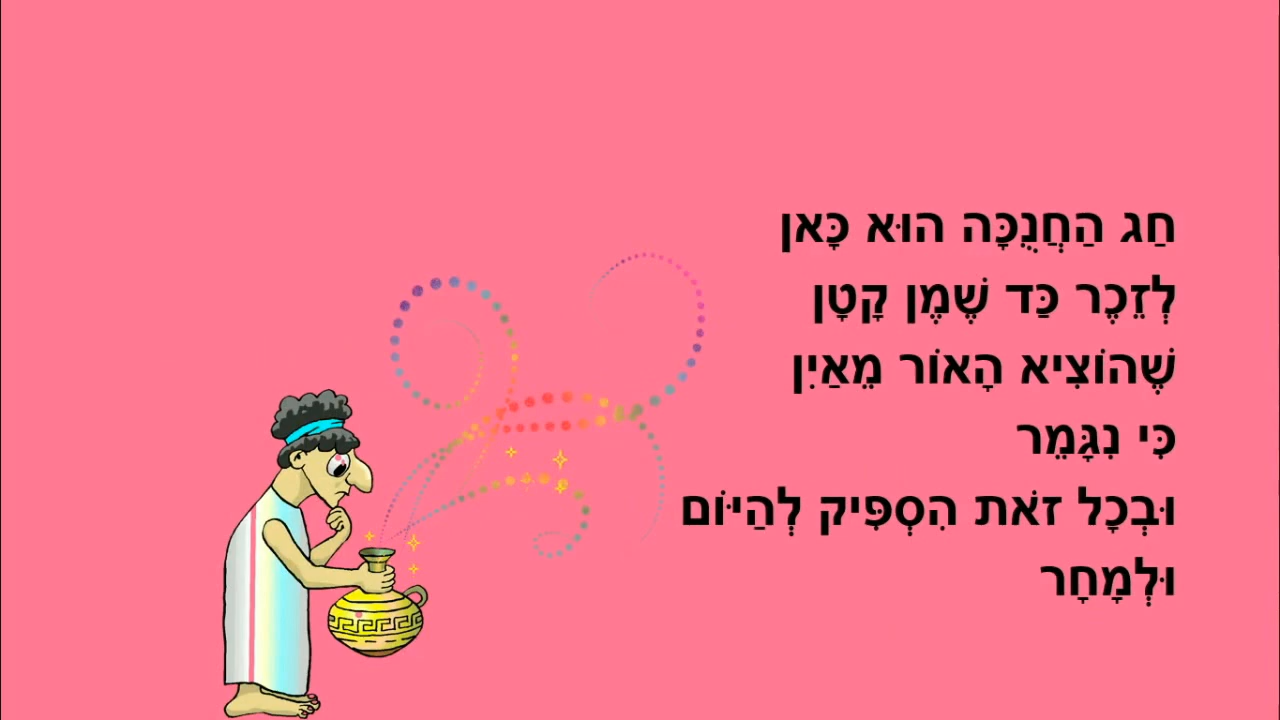 חַג הַחֲנֻכָּה הוּא כָּאן
לְזֵכֶר כַּד שֶׁמֶן קָטָן
שֶׁהוֹצִיא הָאוֹר מֵאַיִן
כִּי נִגָּמֵר
וּבְכָל זֹאת הִסְפִּיק לְהַיּוֹם
וּלְמָחָר